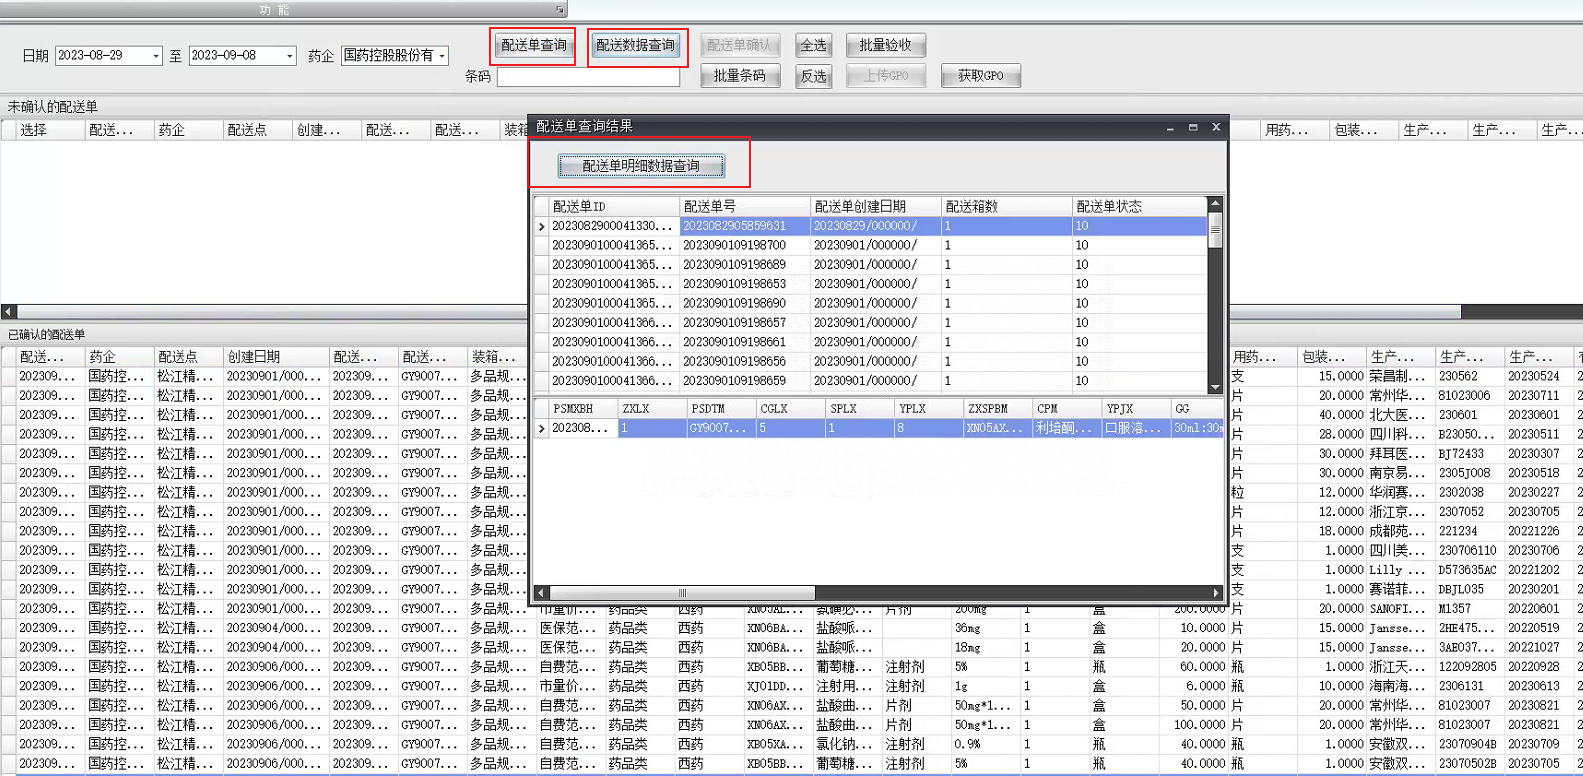 功 能
日期 2023-08-29 至 2023-09-08 药企 国药控股股份有 配送单查询 配送数据查询 配送单确认 全选 批量验收
条码 批量条码 反选 上传GPO 获取GPO
未确认的配送单
选择 配送... 药企 配送点 创建... 配送... 配送... 装箱 用药... 包装... 生产... 生产... 生产...
配送单查询结果
配送单明细数据查询
配送单ID 配送单号 配送单创建日期 配送箱数 配送单状态
2023082900041330... 2023082905859631 20230829/000000/ 1 10
2023090100041365... 2023090109198700 20230901/000000/ 1 10
2023090100041365... 2023090109198689 20230901/000000/ 1 10
2023090100041365... 2023090109198653 20230901/000000/ 1 10
2023090100041365... 2023090109198690 20230901/000000/ 1 10
2023090100041366... 2023090109198657 20230901/000000/ 1 10
2023090100041366... 2023090109198661 20230901/000000/ 1 10
2023090100041366... 2023090109198656 20230901/000000/ 1 10
2023090100041366... 2023090109198659 20230901/000000/ 1 10
PSMXBH ZXLX PSDTM CGLX SPLX YPLX ZXSPBM CPM YPJX GG
202308... 1 GY9007... 5 1 8 XN05AX... 利培酮... 口服溶... 30ml:30m
已确认的配送单
配送... 药企 配送点 创建日期 配送... 配送... 装箱... 用药... 包装... 生产... 生产... 生产...
202309... 国药控... 松江精... 20230901/000... 202309... GY9007... 多品规... 支 15.0000 荣昌制... 230562 20230524
202309... 国药控... 松江精... 20230901/000... 202309... GY9007... 多品规... 片 20.0000 常州华... 81023006 20230711
202309... 国药控... 松江精... 20230901/000... 202309... GY9007... 多品规... 片 40.0000 北大医... 230601 20230601
202309... 国药控... 松江精... 20230901/000... 202309... GY9007... 多品规... 片 28.0000 四川科... B23050... 20230511
202309... 国药控... 松江精... 20230901/000... 202309... GY9007... 多品规... 片 30.0000 拜耳医... BJ72433 20230307
202309... 国药控... 松江精... 20230901/000... 202309... GY9007... 多品规... 片 30.0000 南京易... 2305J008 20230518
202309... 国药控... 松江精... 20230901/000... 202309... GY9007... 多品规... 粒 12.0000 华润赛... 2302038 20230227
202309... 国药控... 松江精... 20230901/000... 202309... GY9007... 多品规... 片 12.0000 浙江京... 2307052 20230705
202309... 国药控... 松江精... 20230901/000... 202309... GY9007... 多品规... 片 18.0000 成都苑... 221234 20221226
202309... 国药控... 松江精... 20230901/000... 202309... GY9007... 多品规... 支 1.0000 四川美... 230706110 20230706
202309... 国药控... 松江精... 20230901/000... 202309... GY9007... 多品规... 支 1.0000 Lilly ... D573635AC 20221202
202309... 国药控... 松江精... 20230901/000... 202309... GY9007... 多品规... 支 1.0000 赛诺菲... DBJL035 20230201
202309... 国药控... 松江精... 20230901/000... 202309... GY9007... 多品规... 市量价... 药品类 西药 XN05AL... 氨磺必... 片剂 200mg 1 盒 200.0000 片 20.0000 SANOFI... M1357 20220601
202309... 国药控... 松江精... 20230904/000... 202309... GY9007... 多品规... 医保范... 药品类 西药 XN06BA... 盐酸哌... 36mg 1 盒 10.0000 片 15.0000 Jansse... 2HE475... 20220519
202309... 国药控... 松江精... 20230904/000... 202309... GY9007... 多品规... 医保范... 药品类 西药 XN06BA... 盐酸哌... 18mg 1 盒 20.0000 片 15.0000 Jansse... 3AE037... 20221027
202309... 国药控... 松江精... 20230906/000... 202309... GY9007... 多品规... 自费范... 药品类 西药 XB05BB... 葡萄糖... 注射剂 5% 1 瓶 60.0000 瓶 1.0000 浙江天... 122092805 20220928
202309... 国药控... 松江精... 20230906/000... 202309... GY9007... 多品规... 市量价... 药品类 西药 XJ01DD... 注射用... 注射剂 1g 1 盒 6.0000 瓶 10.0000 海南海... 2306131 20230613
202309... 国药控... 松江精... 20230906/000... 202309... GY9007... 多品规... 自费范... 药品类 西药 XN06AX... 盐酸曲... 片剂 50mg*1... 1 盒 50.0000 片 20.0000 常州华... 81023007 20230821
202309... 国药控... 松江精... 20230906/000... 202309... GY9007... 多品规... 自费范... 药品类 西药 XN06AX... 盐酸曲... 片剂 50mg*1... 1 盒 100.0000 片 20.0000 常州华... 81023007 20230821
202309... 国药控... 松江精... 20230906/000... 202309... GY9007... 多品规... 自费范... 药品类 西药 XB05XA... 氯化钠... 注射剂 0.9% 1 瓶 40.0000 瓶 1.0000 安徽双... 23070904B 20230709
202309... 国药控... 松江精... 20230906/000... 202309... GY9007... 多品规... 自费范... 药品类 西药 XB05BB... 葡萄糖... 注射剂 5% 1 瓶 40.0000 瓶 1.0000 安徽双... 23070502B 20230705